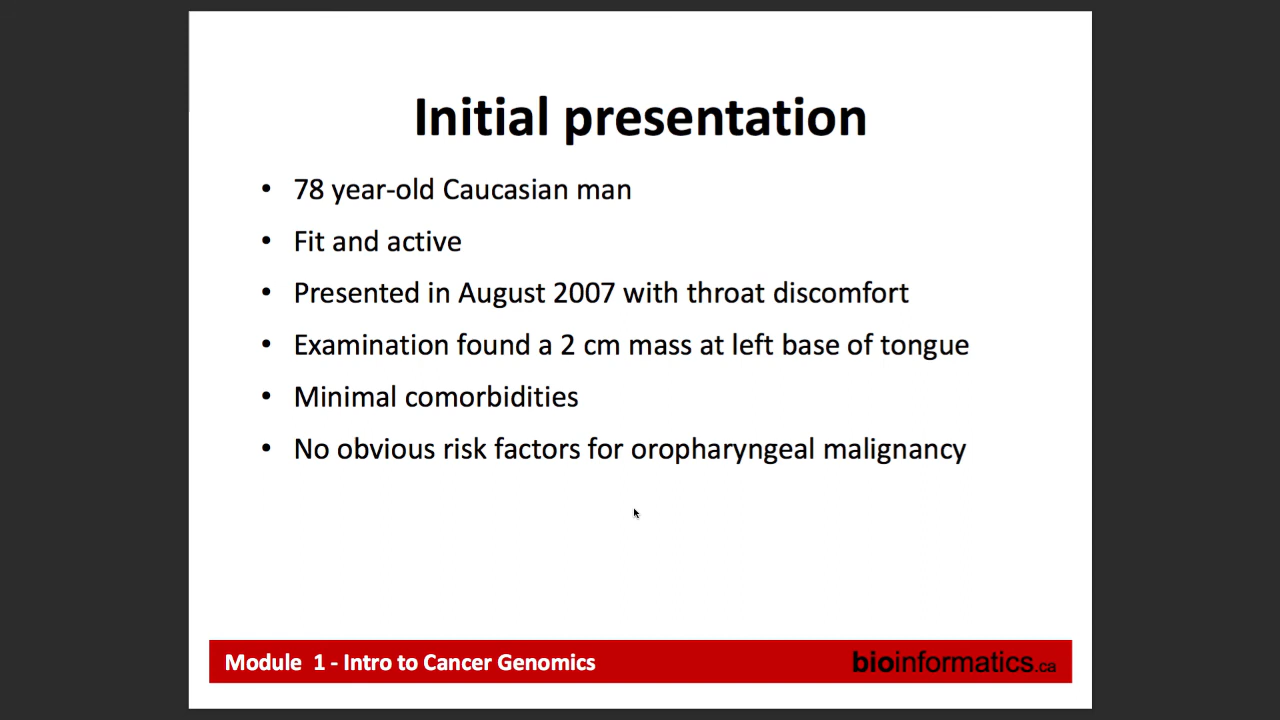 Initial presentation
• 78 year-old Caucasian man
• Fit and active
• Presented in August 2007 with throat discomfort
• Examination found a 2 cm mass at left base of tongue
• Minimal comorbidities
• No obvious risk factors for oropharyngeal malignancy
Module 1 - Intro to Cancer Genomics
bioinformatics.ca